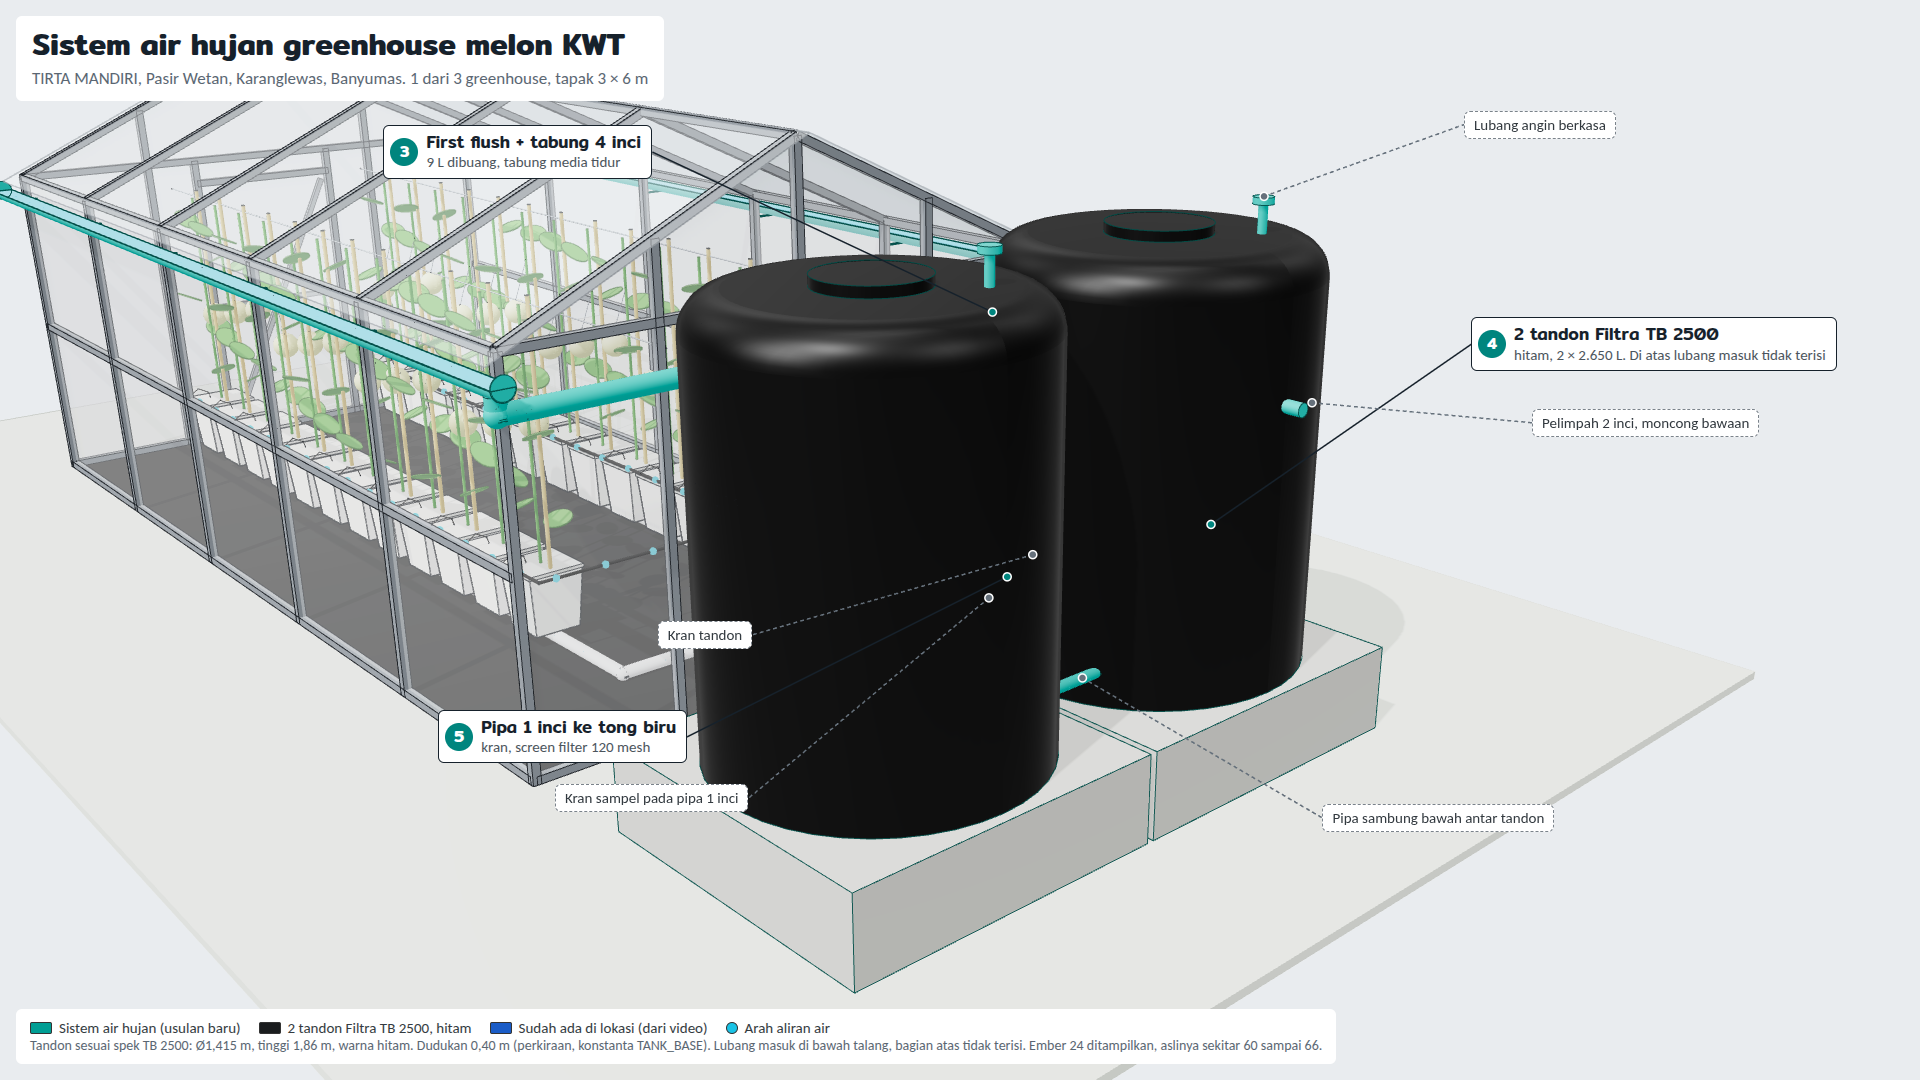 Sistem air hujan greenhouse melon KWT
TIRTA MANDIRI, Pasir Wetan, Karanglewas, Banyumas. 1 dari 3 greenhouse, tapak 3 × 6 m
3 First flush + tabung 4 inci
9 L dibuang, tabung media tidur
Lubang angin berkasa
4 2 tandon Filtra TB 2500
hitam, 2 × 2.650 L. Di atas lubang masuk tidak terisi
Pelimpah 2 inci, moncong bawaan
Kran tandon
5 Pipa 1 inci ke tong biru
kran, screen filter 120 mesh
Kran sampel pada pipa 1 inci
Pipa sambung bawah antar tandon
Sistem air hujan (usulan baru) 2 tandon Filtra TB 2500, hitam Sudah ada di lokasi (dari video) Arah aliran air
Tandon sesuai spek TB 2500: Ø1,415 m, tinggi 1,86 m, warna hitam. Dudukan 0,40 m (perkiraan, konstanta TANK_BASE). Lubang masuk di bawah talang, bagian atas tidak terisi. Ember 24 ditampilkan, aslinya sekitar 60 sampai 66.